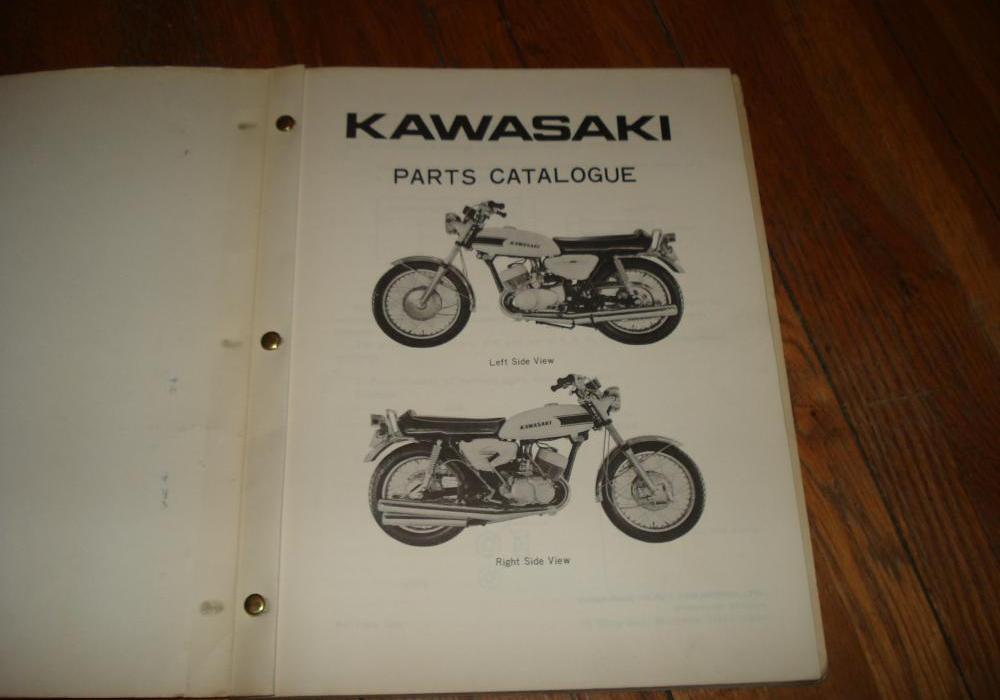 KAWASAKI
PARTS CATALOGUE
KAWASAKI
Left Side View
KAWASAKI
Right Side View